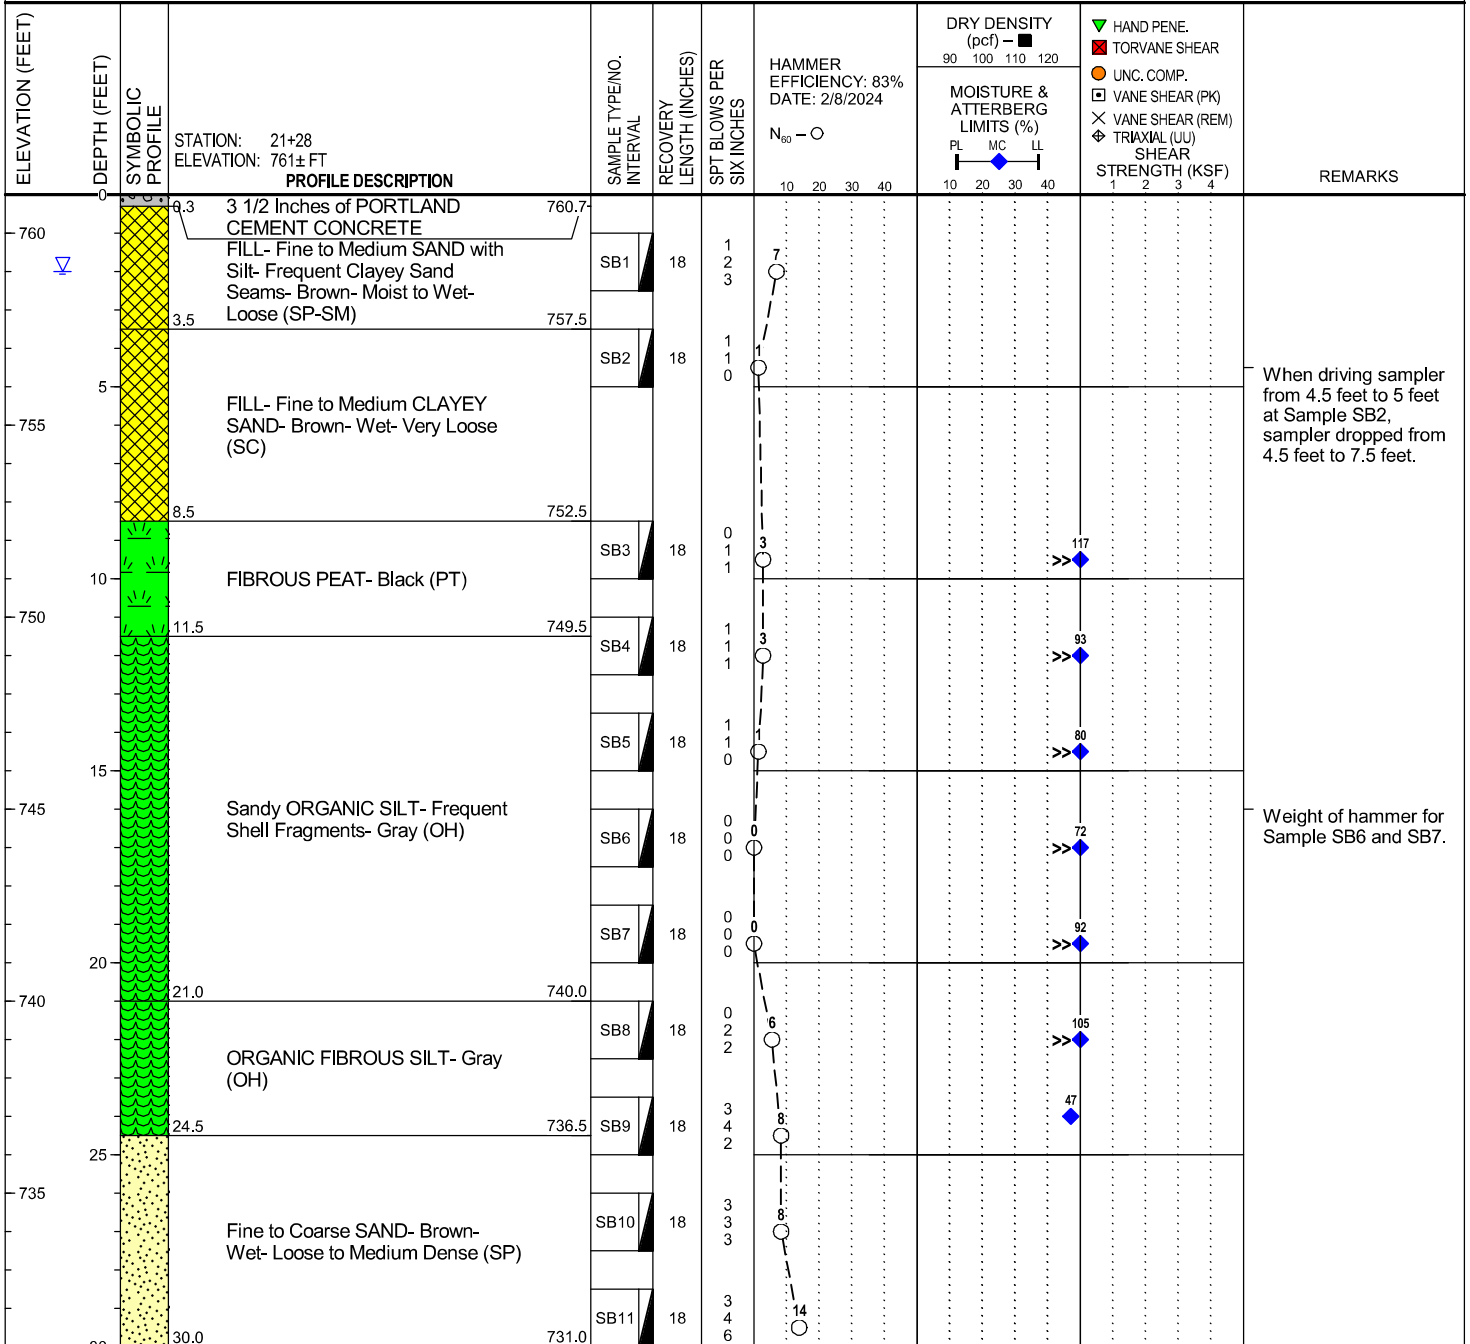 ELEVATION (FEET)
DEPTH (FEET)
SYMBOLIC
PROFILE
STATION: 21+28
ELEVATION: 761± FT
PROFILE DESCRIPTION
SAMPLE TYPE/NO.
INTERVAL
RECOVERY
LENGTH (INCHES)
SPT BLOWS PER
SIX INCHES
HAMMER
EFFICIENCY: 83%
DATE: 2/8/2024
N60 – O
10 20 30 40
DRY DENSITY
(pcf) – ■
90 100 110 120
MOISTURE &
ATTERBERG
LIMITS (%)
PL MC LL
10 20 30 40
HAND PENE.
TORVANE SHEAR
UNC. COMP.
VANE SHEAR (PK)
VANE SHEAR (REM)
TRIAXIAL (UU)
SHEAR
STRENGTH (KSF)
1 2 3 4
REMARKS
0
0.3 3 1/2 Inches of PORTLAND 760.7
CEMENT CONCRETE
760
FILL- Fine to Medium SAND with
Silt- Frequent Clayey Sand
Seams- Brown- Moist to Wet-
Loose (SP-SM)
3.5 757.5
SB1 18
1
2
3
7
SB2 18
1
1
0
1
5
755
FILL- Fine to Medium CLAYEY
SAND- Brown- Wet- Very Loose
(SC)
8.5 752.5
When driving sampler
from 4.5 feet to 5 feet
at Sample SB2,
sampler dropped from
4.5 feet to 7.5 feet.
SB3 18
0
1
1
3
>> 117
10
FIBROUS PEAT- Black (PT)
750
11.5 749.5
SB4 18
1
1
1
3
>> 93
SB5 18
1
1
0
1
>> 80
15
745
Sandy ORGANIC SILT- Frequent
Shell Fragments- Gray (OH)
SB6 18
0
0
0
0
>> 72
Weight of hammer for
Sample SB6 and SB7.
SB7 18
0
0
0
0
>> 92
20
740
21.0 740.0
SB8 18
0
2
2
6
>> 105
ORGANIC FIBROUS SILT- Gray
(OH)
24.5 736.5
SB9 18
3
4
2
8
47
25
735
SB10 18
3
3
3
8
Fine to Coarse SAND- Brown-
Wet- Loose to Medium Dense (SP)
SB11 18
3
4
6
14
30.0 731.0